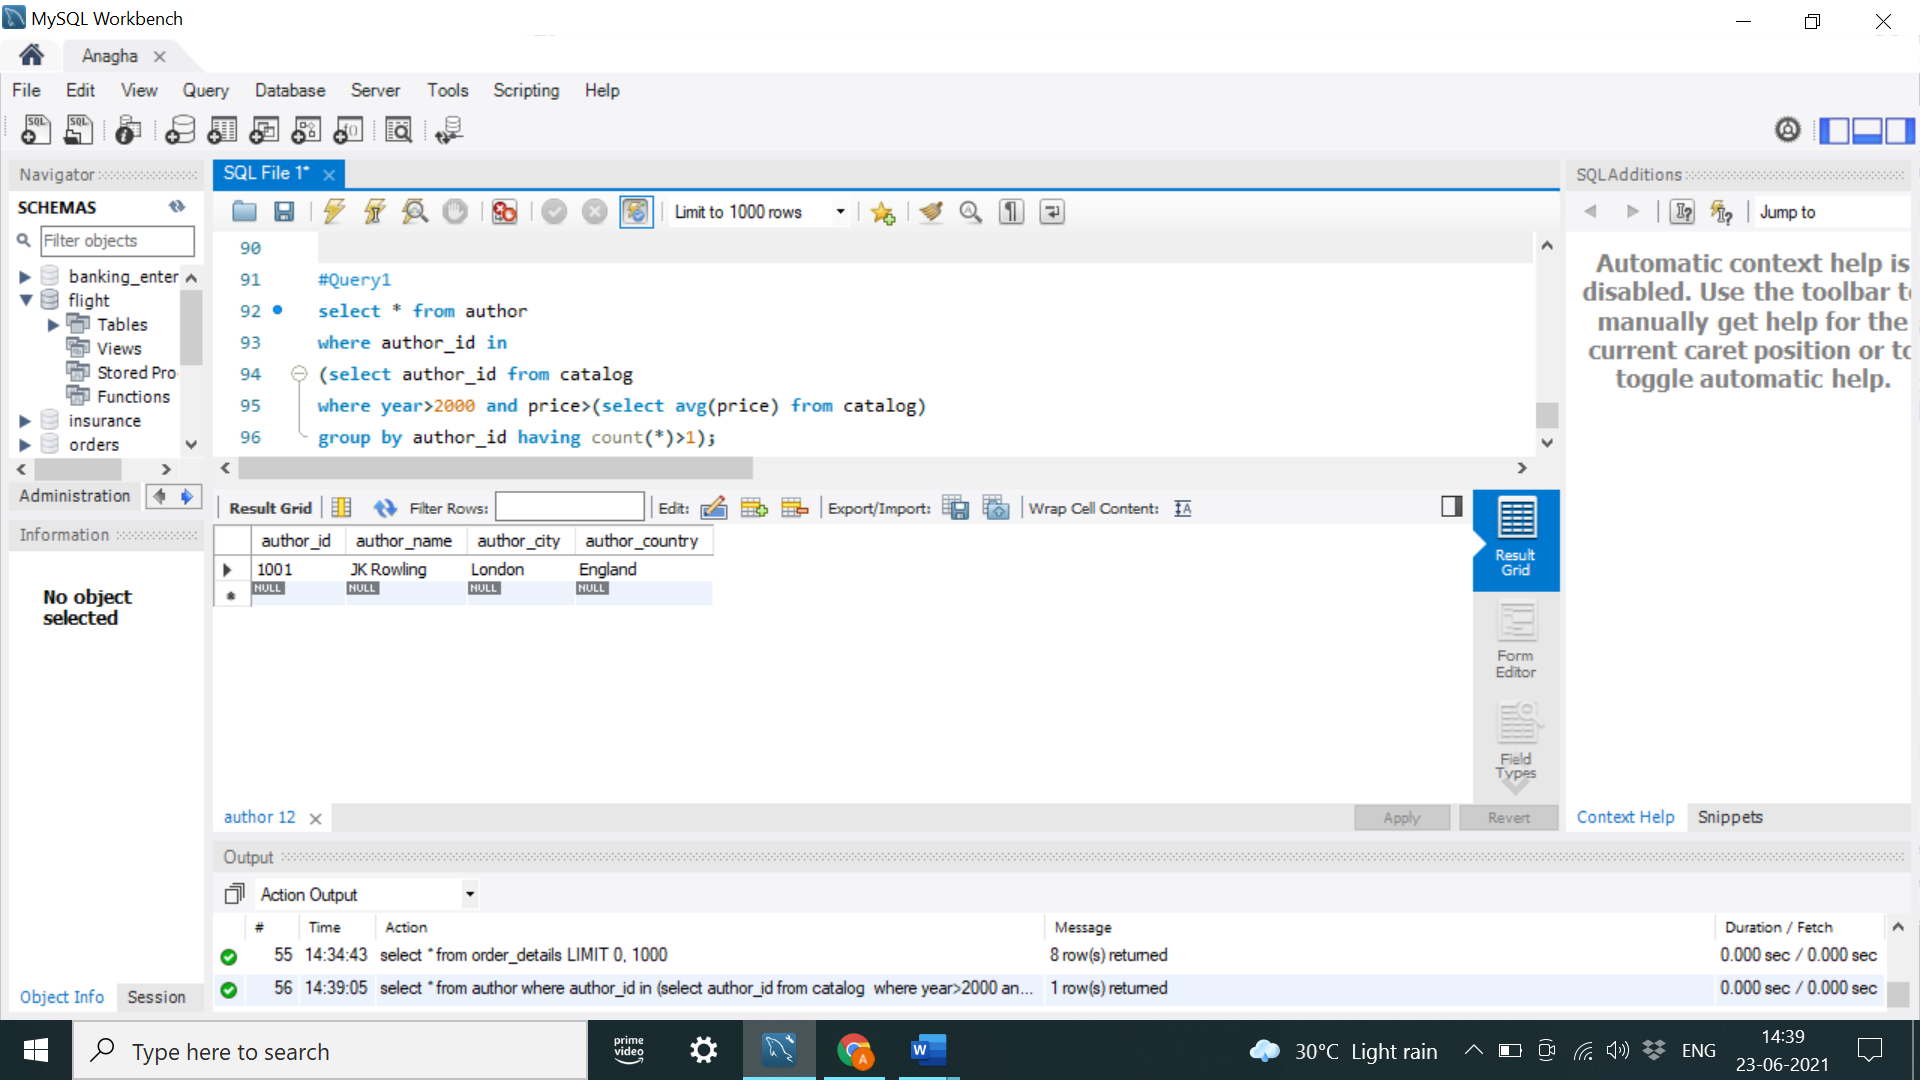 MySQL Workbench
Anagha
File Edit View Query Database Server Tools Scripting Help
Navigator
SCHEMAS
Filter objects
banking_enter
flight
Tables
Views
Stored Pro
Functions
insurance
orders
Administration
Information
No object
selected
Object Info Session
SQL File 1*
Limit to 1000 rows
90
91 #Query1
92 select * from author
93 where author_id in
94 (select author_id from catalog
95 where year>2000 and price>(select avg(price) from catalog)
96 group by author_id having count(*)>1);
Result Grid Filter Rows: Edit: Export/Import: Wrap Cell Content:
author_id author_name author_city author_country
1001 JK Rowling London England
NULL NULL NULL NULL
Result
Grid
Form
Editor
Field
Types
author 12
Apply Revert
SQLAdditions
Jump to
Automatic context help is
disabled. Use the toolbar to
manually get help for the
current caret position or to
toggle automatic help.
Context Help Snippets
Output
Action Output
# Time Action Message Duration / Fetch
55 14:34:43 select * from order_details LIMIT 0, 1000 8 row(s) returned 0.000 sec / 0.000 sec
56 14:39:05 select * from author where author_id in (select author_id from catalog where year>2000 an... 1 row(s) returned 0.000 sec / 0.000 sec
Type here to search
prime
video
W
A
30°C Light rain
ENG
14:39
23-06-2021